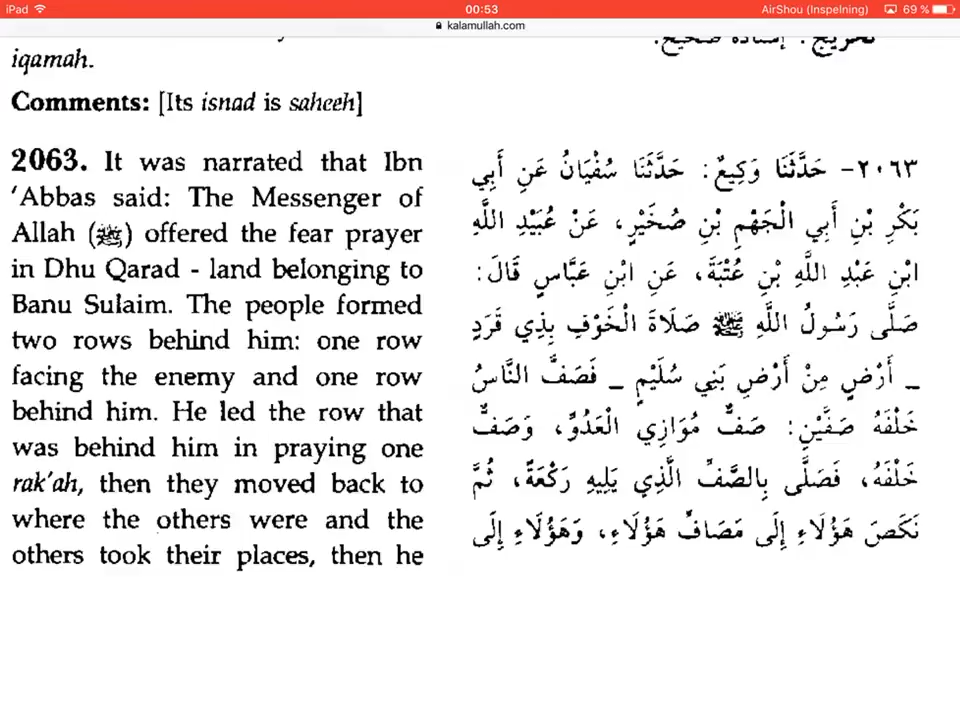 iPad 00:53 AirShou (Inspelning) 69 %
kalamullah.com
iqamah.
Comments: [Its isnad is saheeh]
2063. It was narrated that Ibn
‘Abbas said: The Messenger of
Allah (ﷺ) offered the fear prayer
in Dhu Qarad - land belonging to
Banu Sulaim. The people formed
two rows behind him: one row
facing the enemy and one row
behind him. He led the row that
was behind him in praying one
rak‘ah, then they moved back to
where the others were and the
others took their places, then he
تخريج: إسناده صحيح.
٢٠٦٣- حَدَّثَنَا وَكِيعٌ: حَدَّثَنَا سُفْيَانُ عَنِ أَبِي
بَكْرِ بْنِ أَبِي الْجَهْمِ بْنِ صُخَيْرٍ، عَنْ عُبَيْدِ اللَّهِ
ابْنِ عَبْدِ اللَّهِ بْنِ عُتْبَةَ، عَنِ ابْنِ عَبَّاسٍ قَالَ:
صَلَّى رَسُولُ اللَّهِ ﷺ صَلَاةَ الْخَوْفِ بِذِي قَرَدٍ
_ أَرْضٍ مِنْ أَرْضِ بَنِي سُلَيْمٍ _ فَصَفَّ النَّاسُ
خَلْفَهُ صَفَّيْنِ: صَفٌّ مُوَازِي الْعَدُوِّ، وَصَفٌّ
خَلْفَهُ، فَصَلَّى بِالصَّفِّ الَّذِي يَلِيهِ رَكْعَةً، ثُمَّ
نَكَصَ هَؤُلَاءِ إِلَى مَصَافِّ هَؤُلَاءِ، وَهَؤُلَاءِ إِلَى